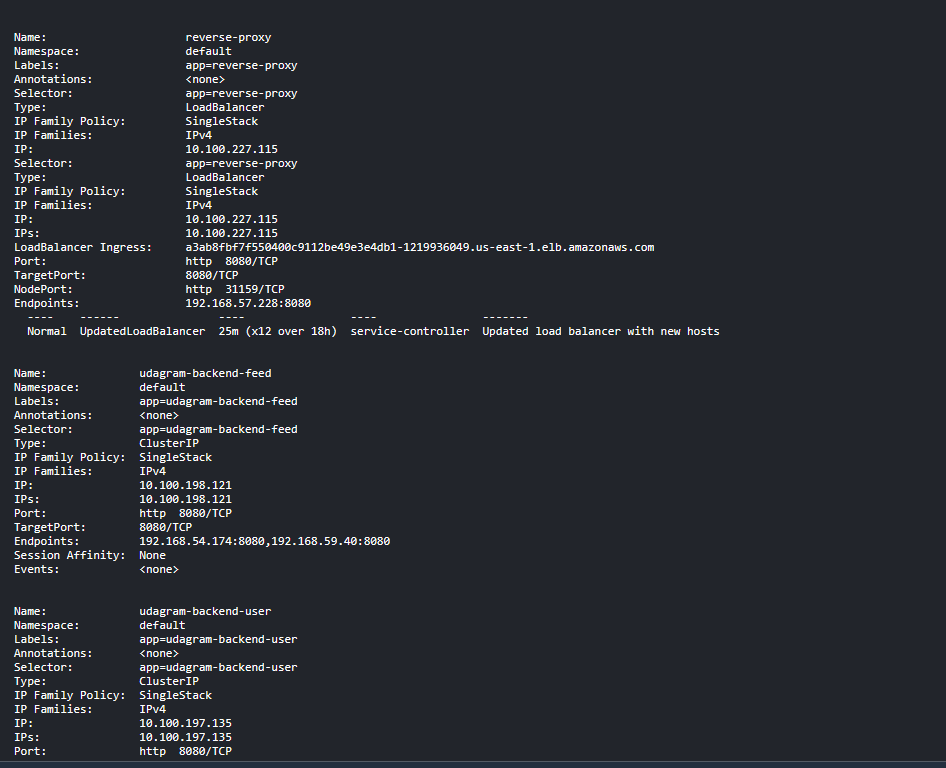 Name: reverse-proxy
Namespace: default
Labels: app=reverse-proxy
Annotations: <none>
Selector: app=reverse-proxy
Type: LoadBalancer
IP Family Policy: SingleStack
IP Families: IPv4
IP: 10.100.227.115
Selector: app=reverse-proxy
Type: LoadBalancer
IP Family Policy: SingleStack
IP Families: IPv4
IP: 10.100.227.115
IPs: 10.100.227.115
LoadBalancer Ingress: a3ab8fbf7f550400c9112be49e3e4db1-1219936049.us-east-1.elb.amazonaws.com
Port: http 8080/TCP
TargetPort: 8080/TCP
NodePort: http 31159/TCP
Endpoints: 192.168.57.228:8080
---- ------ ---- ---- -------
Normal UpdatedLoadBalancer 25m (x12 over 18h) service-controller Updated load balancer with new hosts
Name: udagram-backend-feed
Namespace: default
Labels: app=udagram-backend-feed
Annotations: <none>
Selector: app=udagram-backend-feed
Type: ClusterIP
IP Family Policy: SingleStack
IP Families: IPv4
IP: 10.100.198.121
IPs: 10.100.198.121
Port: http 8080/TCP
TargetPort: 8080/TCP
Endpoints: 192.168.54.174:8080,192.168.59.40:8080
Session Affinity: None
Events: <none>
Name: udagram-backend-user
Namespace: default
Labels: app=udagram-backend-user
Annotations: <none>
Selector: app=udagram-backend-user
Type: ClusterIP
IP Family Policy: SingleStack
IP Families: IPv4
IP: 10.100.197.135
IPs: 10.100.197.135
Port: http 8080/TCP